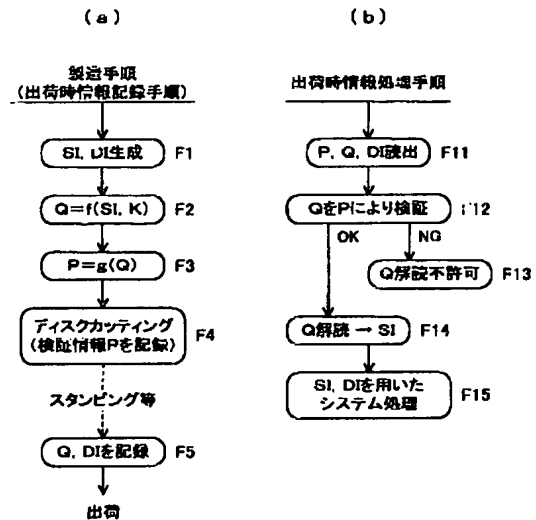 (a)
製造手順
(出荷時情報記録手順)
SI, DI生成 F1
Q=f(SI, K) F2
P=g(Q) F3
ディスクカッティング
(検証情報Pを記録) F4
スタンピング等
Q, DIを記録 F5
出荷
(b)
出荷時情報処理手順
P, Q, DI読出 F11
QをPにより検証 F12
OK NG
Q解読不許可 F13
Q解読 → SI F14
SI, DIを用いた
システム処理 F15